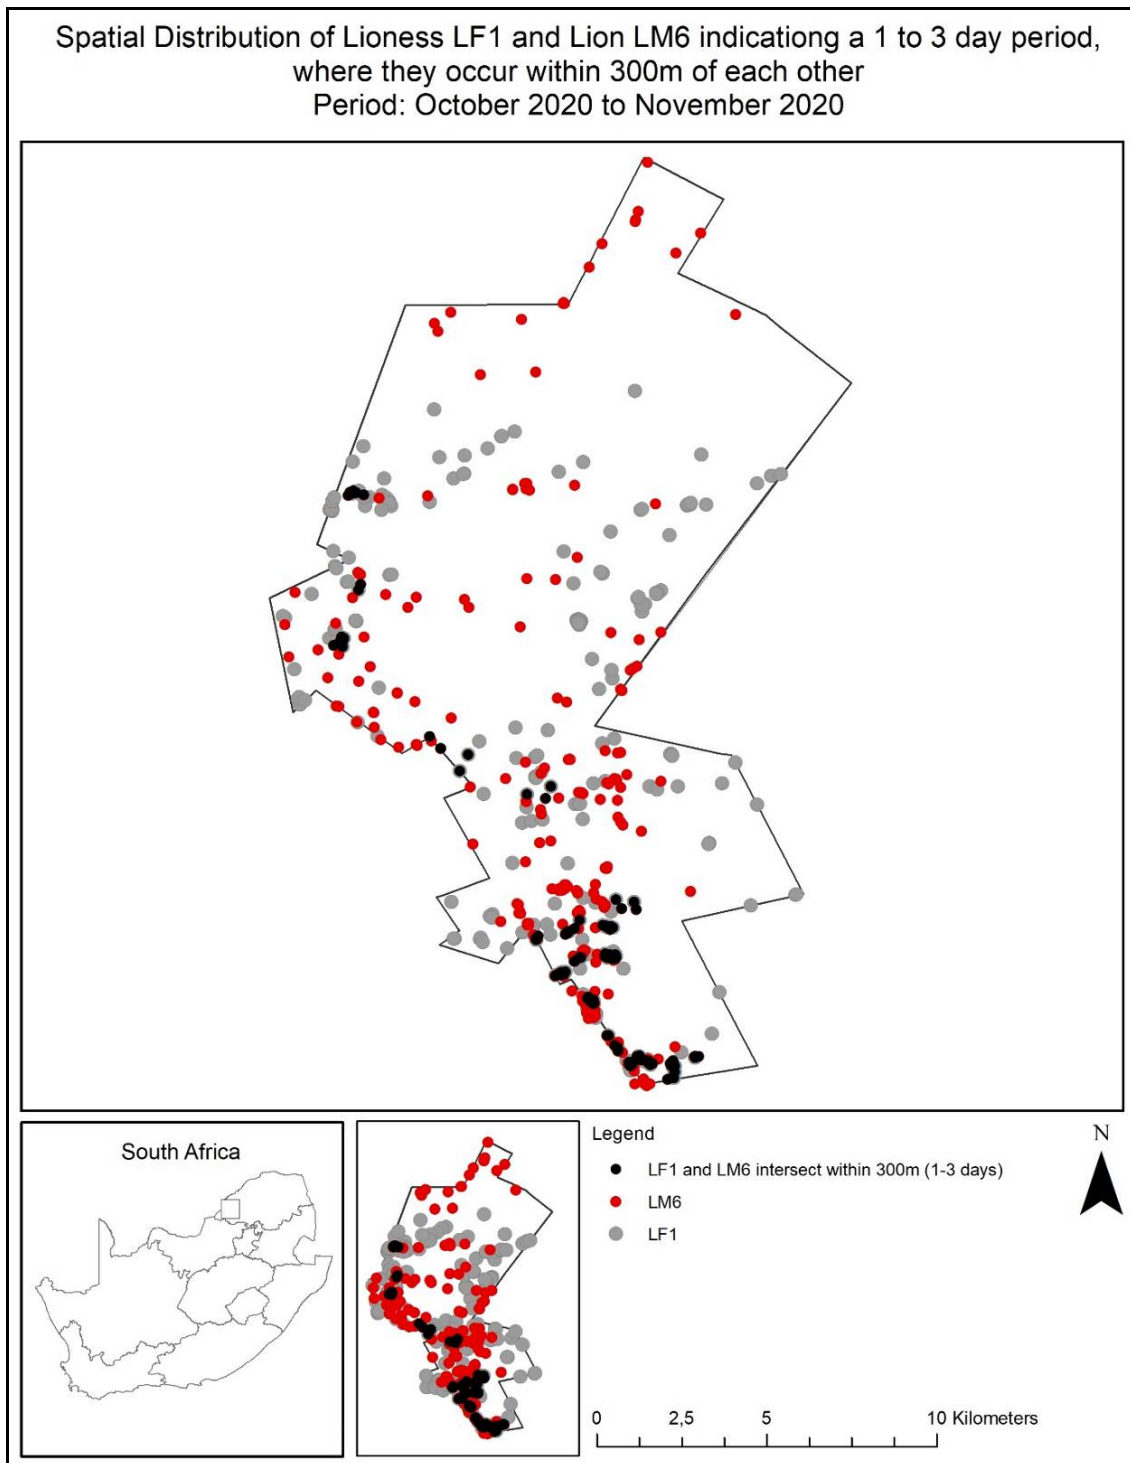 Spatial Distribution of Lioness LF1 and Lion LM6 indicationg a 1 to 3 day period,
where they occur within 300m of each other
Period: October 2020 to November 2020
South Africa
Legend
LF1 and LM6 intersect within 300m (1-3 days)
LM6
LF1
N
0 2,5 5 10 Kilometers